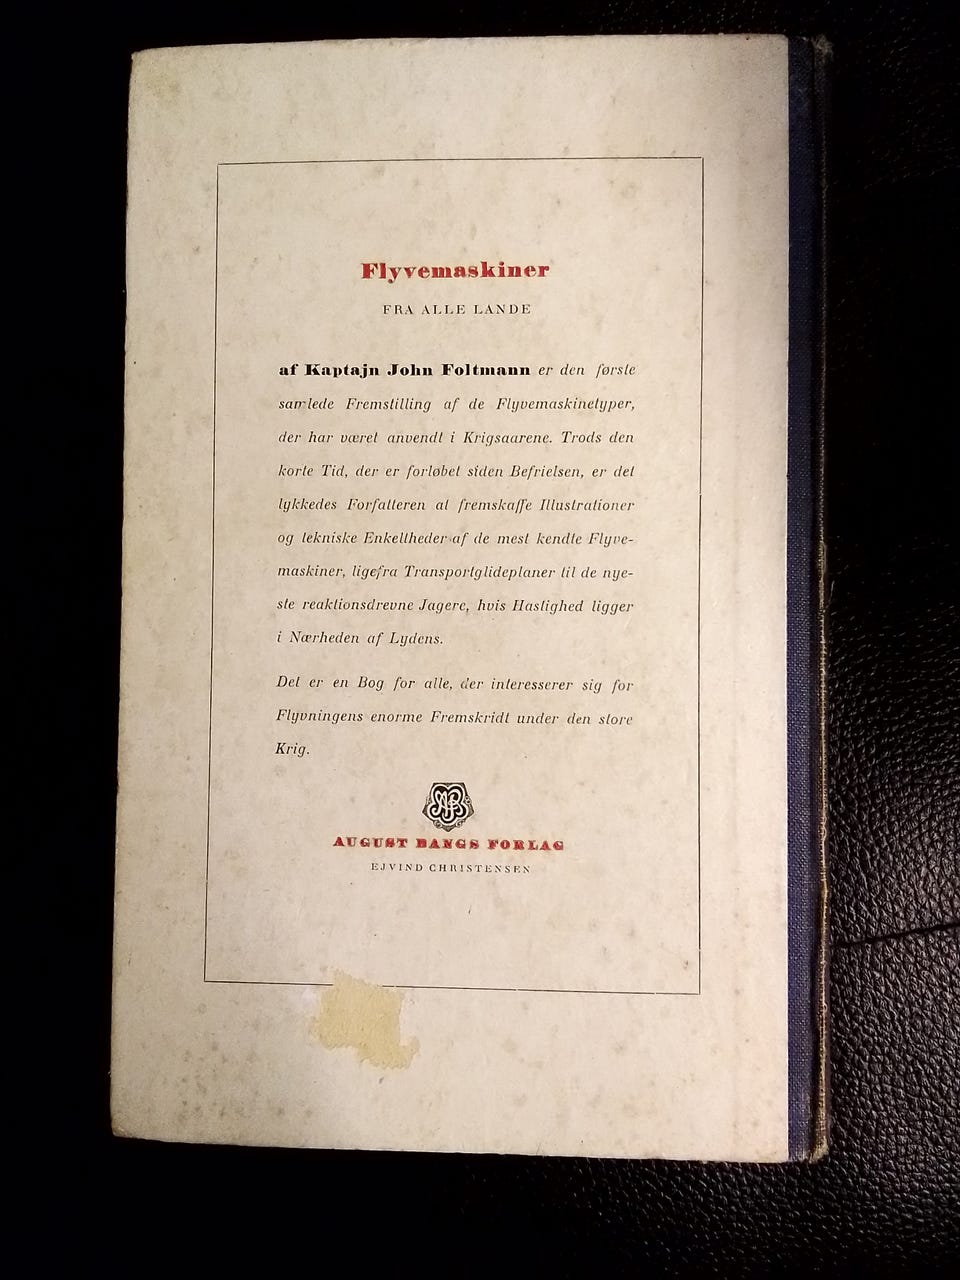 Flyvemaskiner
FRA ALLE LANDE
af Kaptajn John Foltmann er den første
samlede Fremstilling af de Flyvemaskinetyper,
der har været anvendt i Krigsaarene. Trods den
korte Tid, der er forløbet siden Befrielsen, er det
lykkedes Forfatteren at fremskaffe Illustrationer
og tekniske Enkeltheder af de mest kendte Flyve-
maskiner, ligefra Transportglideplaner til de nye-
ste reaktionsdrevne Jagere, hvis Hastighed ligger
i Nærheden af Lydens.
Det er en Bog for alle, der interesserer sig for
Flyvningens enorme Fremskridt under den store
Krig.
AFB
AUGUST BANGS FORLAG
EJVIND CHRISTENSEN